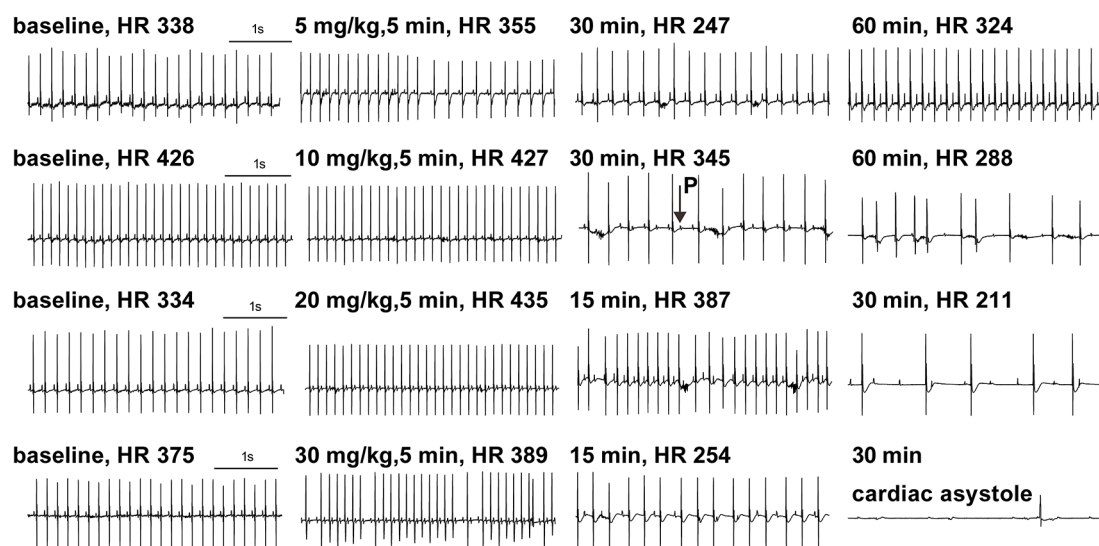 baseline, HR 338 1s 5 mg/kg,5 min, HR 355 30 min, HR 247 60 min, HR 324
baseline, HR 426 1s 10 mg/kg,5 min, HR 427 30 min, HR 345 60 min, HR 288
P
baseline, HR 334 1s 20 mg/kg,5 min, HR 435 15 min, HR 387 30 min, HR 211
baseline, HR 375 1s 30 mg/kg,5 min, HR 389 15 min, HR 254 30 min
cardiac asystole